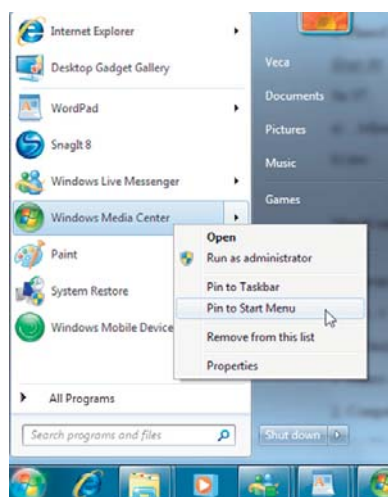 Internet Explorer
Desktop Gadget Gallery
WordPad
SnagIt 8
Windows Live Messenger
Windows Media Center
Paint
System Restore
Windows Mobile Device
All Programs
Search programs and files
Veca
Documents
Pictures
Music
Games
Open
Run as administrator
Pin to Taskbar
Pin to Start Menu
Remove from this list
Properties
Shut down